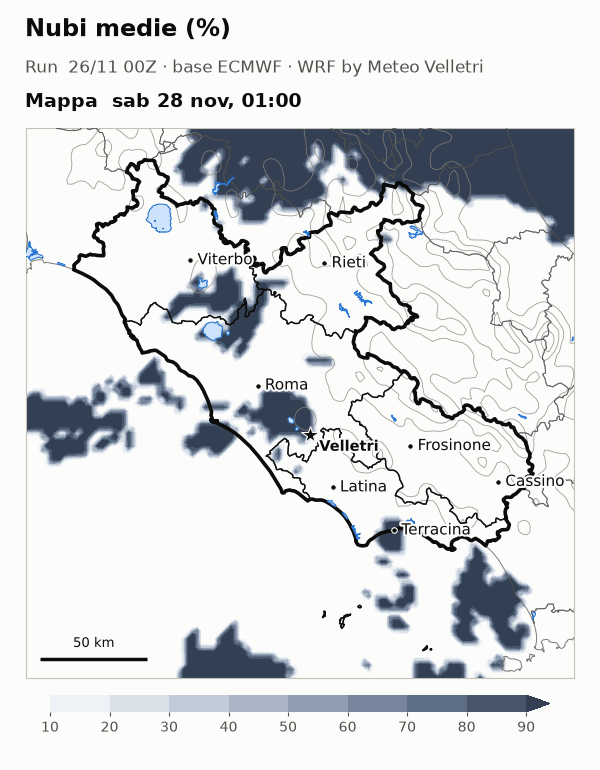 Nubi medie (%)
Run  26/11 00Z · base ECMWF · WRF by Meteo Velletri
Mappa  sab 28 nov, 01:00
Viterbo
Rieti
Roma
Velletri
Frosinone
Latina
Cassino
Terracina
50 km
10 20 30 40 50 60 70 80 90